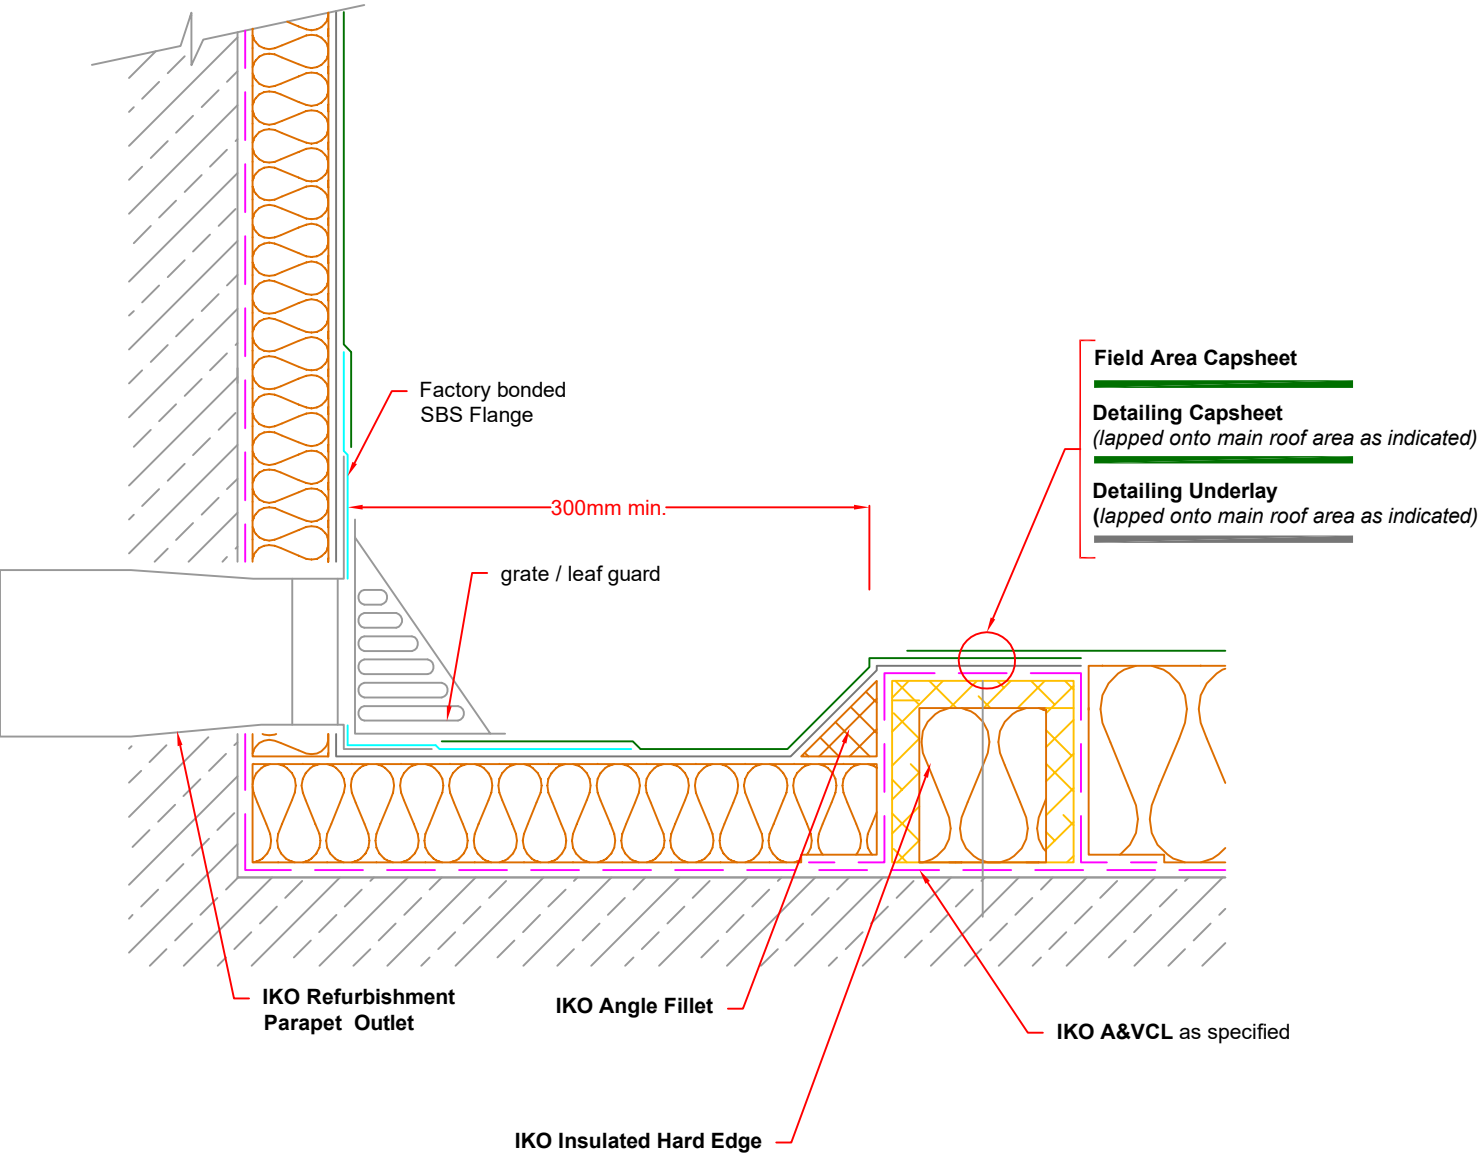 Factory bonded
SBS Flange
Field Area Capsheet
Detailing Capsheet
(lapped onto main roof area as indicated)
Detailing Underlay
(lapped onto main roof area as indicated)
300mm min.
grate / leaf guard
IKO Refurbishment
Parapet Outlet
IKO Angle Fillet
IKO A&VCL as specified
IKO Insulated Hard Edge